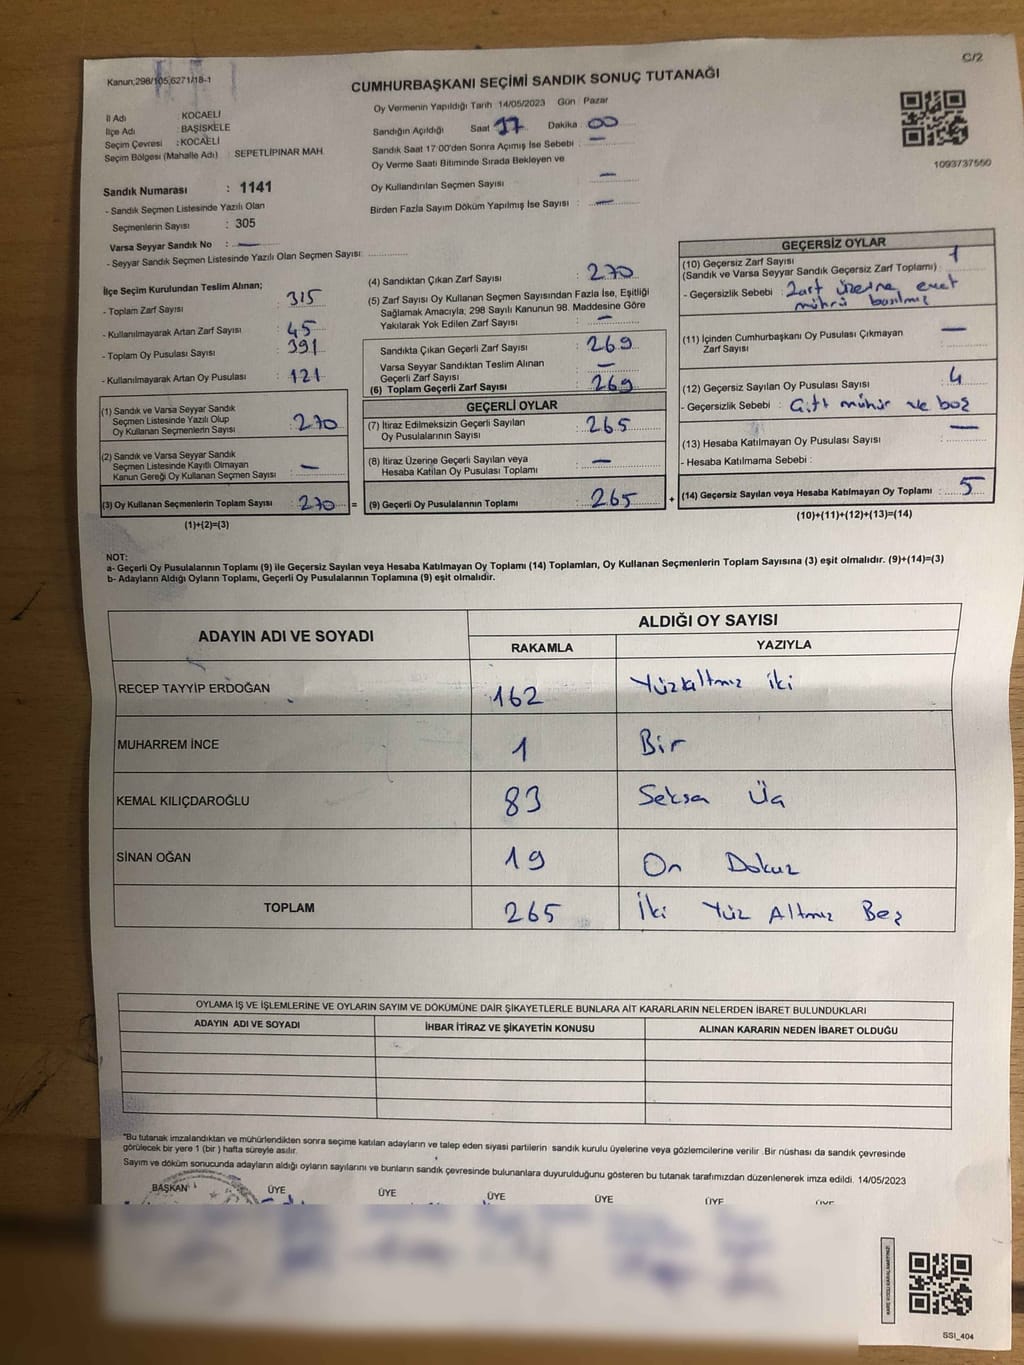 C/2
Kanun:298/105,6271/18-1
CUMHURBAŞKANI SEÇİMİ SANDIK SONUÇ TUTANAĞI
İl Adı : KOCAELİ
İlçe Adı : BAŞİSKELE
Seçim Çevresi : KOCAELİ
Seçim Bölgesi (Mahalle Adı) : SEPETLİPINAR MAH.
Sandık Numarası : 1141
- Sandık Seçmen Listesinde Yazılı Olan
Seçmenlerin Sayısı : 305
Varsa Seyyar Sandık No : —
- Seyyar Sandık Seçmen Listesinde Yazılı Olan Seçmen Sayısı
Oy Vermenin Yapıldığı Tarih 14/05/2023 Gün Pazar
Sandığın Açıldığı Saat 17 Dakika 00
Sandık Saat 17:00'den Sonra Açımış İse Sebebi : —
Oy Verme Saati Bitiminde Sırada Bekleyen ve
Oy Kullandırılan Seçmen Sayısı : —
Birden Fazla Sayım Döküm Yapılmış İse Sayısı : —
1093737550
İlçe Seçim Kurulundan Teslim Alınan;
- Toplam Zarf Sayısı : 315
- Kullanılmayarak Artan Zarf Sayısı : 45
- Toplam Oy Pusulası Sayısı : 391
- Kullanılmayarak Artan Oy Pusulası : 121
(1) Sandık ve Varsa Seyyar Sandık
Seçmen Listesinde Yazılı Olup
Oy Kullanan Seçmenlerin Sayısı : 270
(2) Sandık ve Varsa Seyyar Sandık
Seçmen Listesinde Kayıtlı Olmayan
Kanun Gereği Oy Kullanan Seçmen Sayısı : —
(3) Oy Kullanan Seçmenlerin Toplam Sayısı : 270 =
(1)+(2)=(3)
(4) Sandıktan Çıkan Zarf Sayısı : 270
(5) Zarf Sayısı Oy Kullanan Seçmen Sayısından Fazla İse, Eşitliği
Sağlamak Amacıyla; 298 Sayılı Kanunun 98. Maddesine Göre
Yakılarak Yok Edilen Zarf Sayısı : —
Sandıkta Çıkan Geçerli Zarf Sayısı : 269
Varsa Seyyar Sandıktan Teslim Alınan
Geçerli Zarf Sayısı : —
(6) Toplam Geçerli Zarf Sayısı : 269
GEÇERLİ OYLAR
(7) İtiraz Edilmeksizin Geçerli Sayılan
Oy Pusulalarının Sayısı : 265
(8) İtiraz Üzerine Geçerli Sayılan veya
Hesaba Katılan Oy Pusulası Toplamı : —
(9) Geçerli Oy Pusulalarının Toplamı : 265 +
GEÇERSİZ OYLAR
(10) Geçersiz Zarf Sayısı
(Sandık ve Varsa Seyyar Sandık Geçersiz Zarf Toplamı) : 1
- Geçersizlik Sebebi : Zarf üzerine evet
mührü basılmış
(11) İçinden Cumhurbaşkanı Oy Pusulası Çıkmayan
Zarf Sayısı : —
(12) Geçersiz Sayılan Oy Pusulası Sayısı : 4
- Geçersizlik Sebebi : Çift mühür ve boş
(13) Hesaba Katılmayan Oy Pusulası Sayısı : —
- Hesaba Katılmama Sebebi :
(14) Geçersiz Sayılan veya Hesaba Katılmayan Oy Toplamı : 5
(10)+(11)+(12)+(13)=(14)
NOT:
a- Geçerli Oy Pusulalarının Toplamı (9) ile Geçersiz Sayılan veya Hesaba Katılmayan Oy Toplamı (14) Toplamları, Oy Kullanan Seçmenlerin Toplam Sayısına (3) eşit olmalıdır. (9)+(14)=(3)
b- Adayların Aldığı Oyların Toplamı, Geçerli Oy Pusulalarının Toplamına (9) eşit olmalıdır.
ADAYIN ADI VE SOYADI ALDIĞI OY SAYISI
RAKAMLA YAZIYLA
RECEP TAYYİP ERDOĞAN 162 Yüzaltmış iki
MUHARREM İNCE 1 Bir
KEMAL KILIÇDAROĞLU 83 Seksen Üç
SİNAN OĞAN 19 On Dokuz
TOPLAM 265 İki Yüz Altmış Beş
OYLAMA İŞ VE İŞLEMLERİNE VE OYLARIN SAYIM VE DÖKÜMÜNE DAİR ŞİKAYETLERLE BUNLARA AİT KARARLARIN NELERDEN İBARET BULUNDUKLARI
ADAYIN ADI VE SOYADI İHBAR İTİRAZ VE ŞİKAYETİN KONUSU ALINAN KARARIN NEDEN İBARET OLDUĞU
"Bu tutanak imzalandıktan ve mühürlendikten sonra seçime katılan adayların ve talep eden siyasi partilerin sandık kurulu üyelerine veya gözlemcilerine verilir .Bir nüshası da sandık çevresinde
görülecek bir yere 1 (bir ) hafta süreyle asılır.
Sayım ve döküm sonucunda adayların aldığı oyların sayılarını ve bunların sandık çevresinde bulunanlara duyurulduğunu gösteren bu tutanak tarafımızdan düzenlenerek imza edildi. 14/05/2023
BAŞKAN ÜYE ÜYE ÜYE ÜYE ÜYE ÜYE
SSI_404